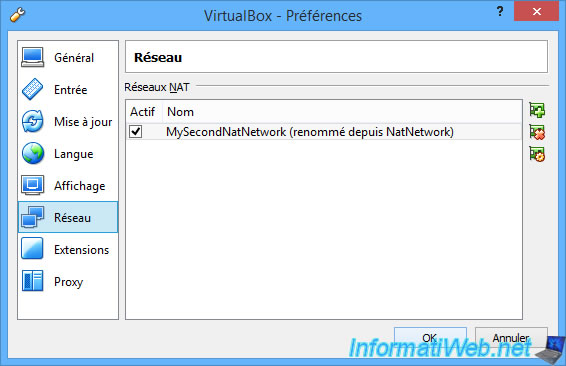 VirtualBox - Préférences
?
Général
Entrée
Mise à jour
Langue
Affichage
Réseau
Extensions
Proxy
Réseau
Réseaux NAT
Actif Nom
MySecondNatNetwork (renommé depuis NatNetwork)
OK Annuler
InformatiWeb.net